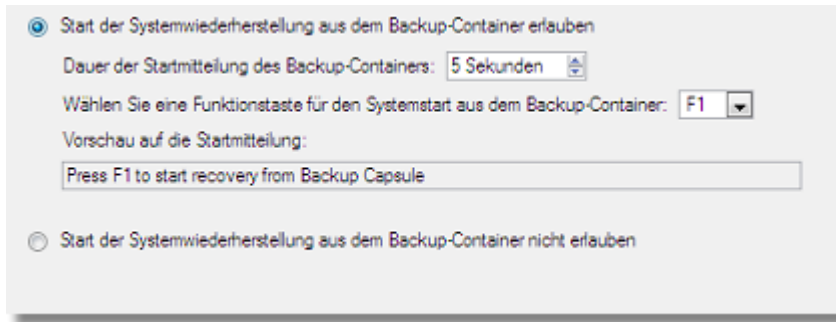 Start der Systemwiederherstellung aus dem Backup-Container erlauben
Dauer der Startmitteilung des Backup-Containers: 5 Sekunden
Wählen Sie eine Funktionstaste für den Systemstart aus dem Backup-Container: F1
Vorschau auf die Startmitteilung:
Press F1 to start recovery from Backup Capsule
Start der Systemwiederherstellung aus dem Backup-Container nicht erlauben